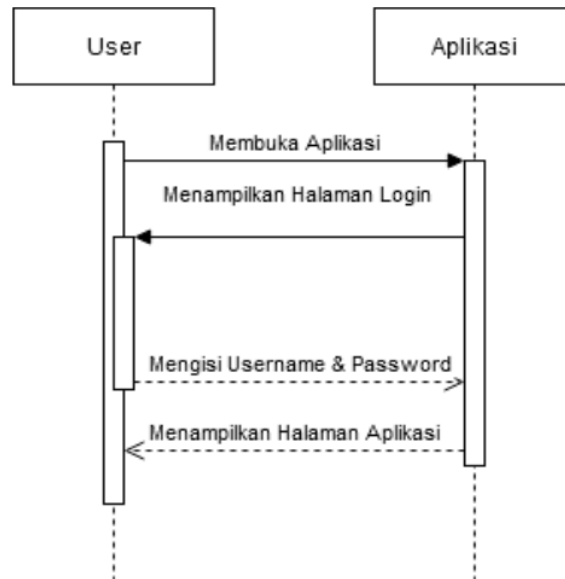 User
Aplikasi
Membuka Aplikasi
Menampilkan Halaman Login
Mengisi Username & Password
Menampilkan Halaman Aplikasi